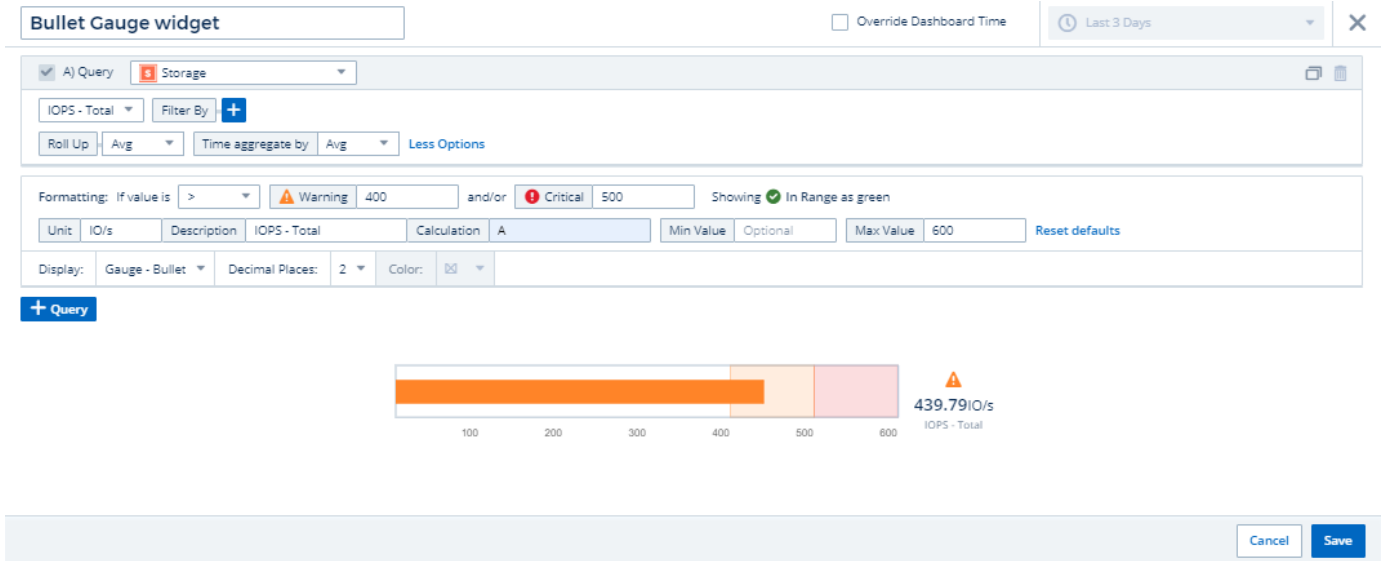 Bullet Gauge widget
Override Dashboard Time
Last 3 Days
A) Query
Storage
IOPS - Total
Filter By
Roll Up Avg
Time aggregate by Avg
Less Options
Formatting: If value is >
Warning 400
and/or
Critical 500
Showing In Range as green
Unit IO/s
Description IOPS - Total
Calculation A
Min Value Optional
Max Value 600
Reset defaults
Display: Gauge - Bullet
Decimal Places: 2
Color:
+ Query
439.79IO/s
IOPS - Total
100 200 300 400 500 600
Cancel
Save